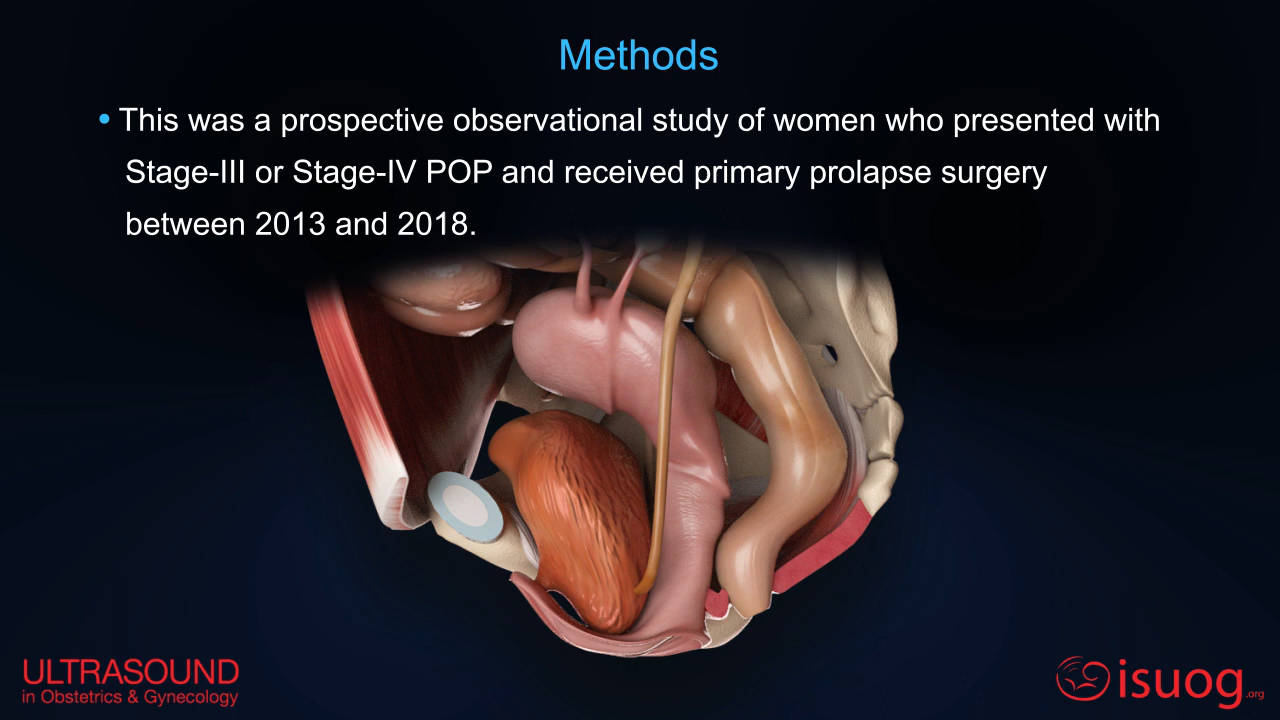 Methods
• This was a prospective observational study of women who presented with
Stage-III or Stage-IV POP and received primary prolapse surgery
between 2013 and 2018.
ULTRASOUND
in Obstetrics & Gynecology
isuog.org